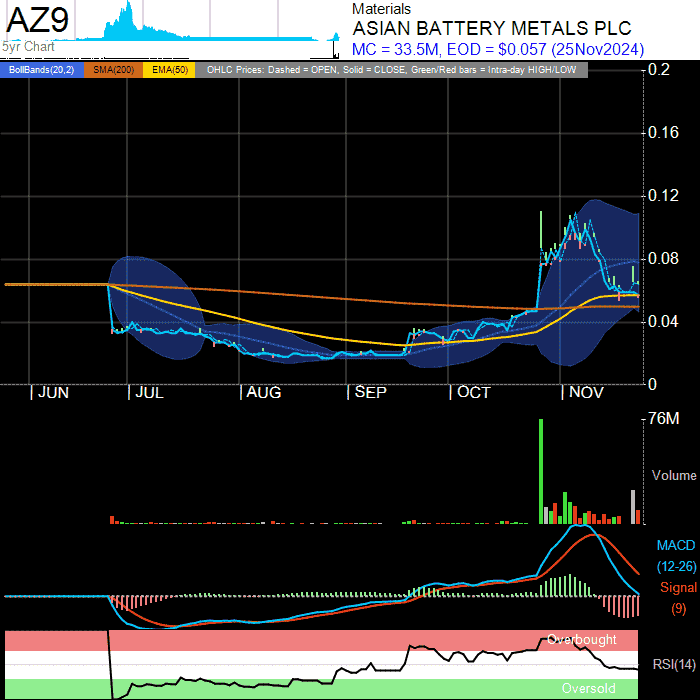 AZ9
5yr Chart
Materials
ASIAN BATTERY METALS PLC
MC = 33.5M, EOD = $0.057 (25Nov2024)
BollBands(20,2) SMA(200) EMA(50) OHLC Prices: Dashed = OPEN, Solid = CLOSE, Green/Red bars = Intra-day HIGH/LOW
0.2
0.16
0.12
0.08
0.04
0
JUN JUL AUG SEP OCT NOV
76M
Volume
MACD
(12-26)
Signal
(9)
Overbought
RSI(14)
Oversold